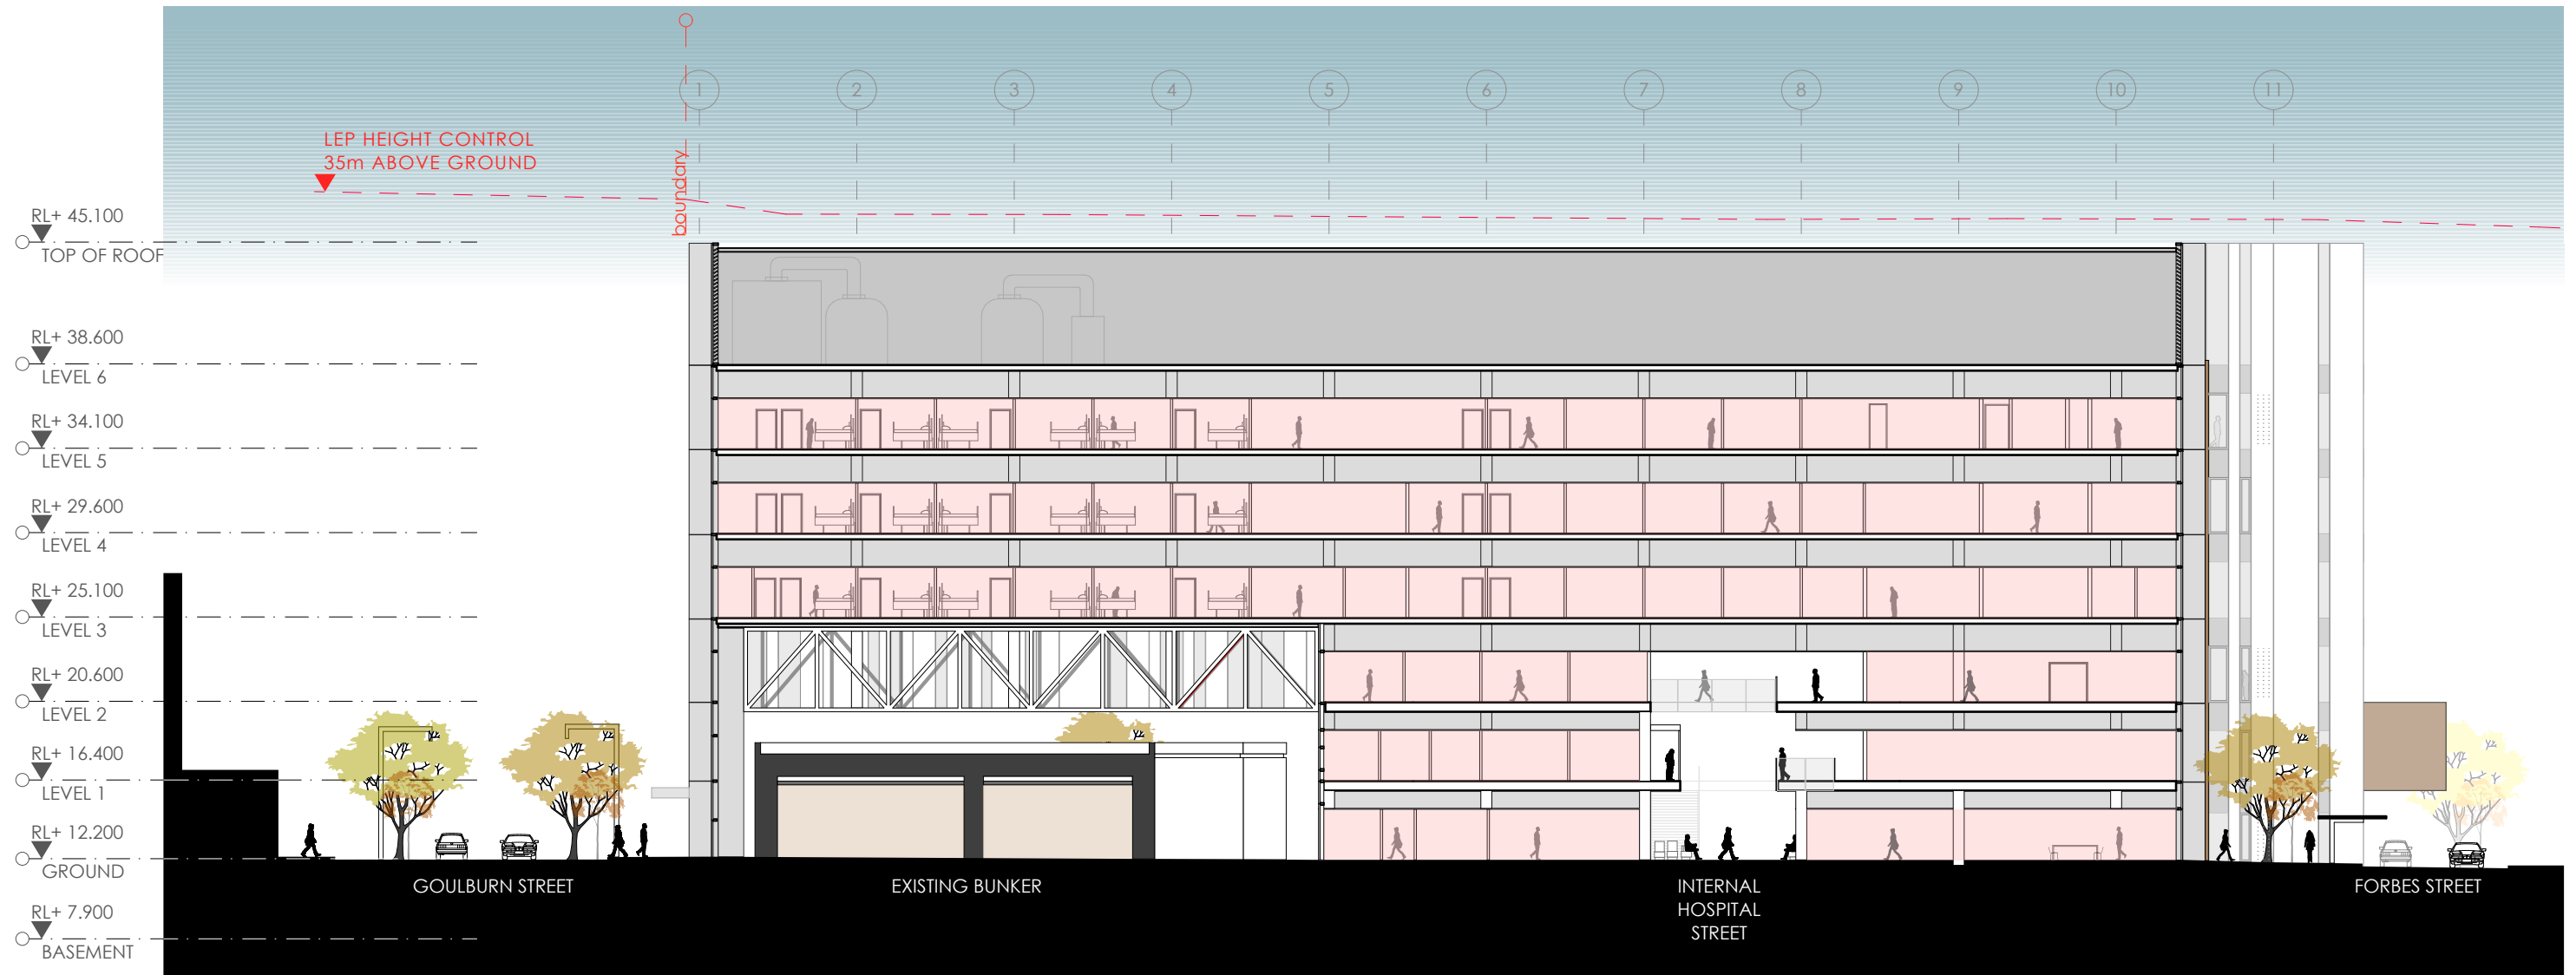 1
2
3
4
5
6
7
8
9
10
11
boundary
LEP HEIGHT CONTROL
35m ABOVE GROUND
RL+ 45.100
TOP OF ROOF
RL+ 38.600
LEVEL 6
RL+ 34.100
LEVEL 5
RL+ 29.600
LEVEL 4
RL+ 25.100
LEVEL 3
RL+ 20.600
LEVEL 2
RL+ 16.400
LEVEL 1
RL+ 12.200
GROUND
RL+ 7.900
BASEMENT
GOULBURN STREET
EXISTING BUNKER
INTERNAL
HOSPITAL
STREET
FORBES STREET